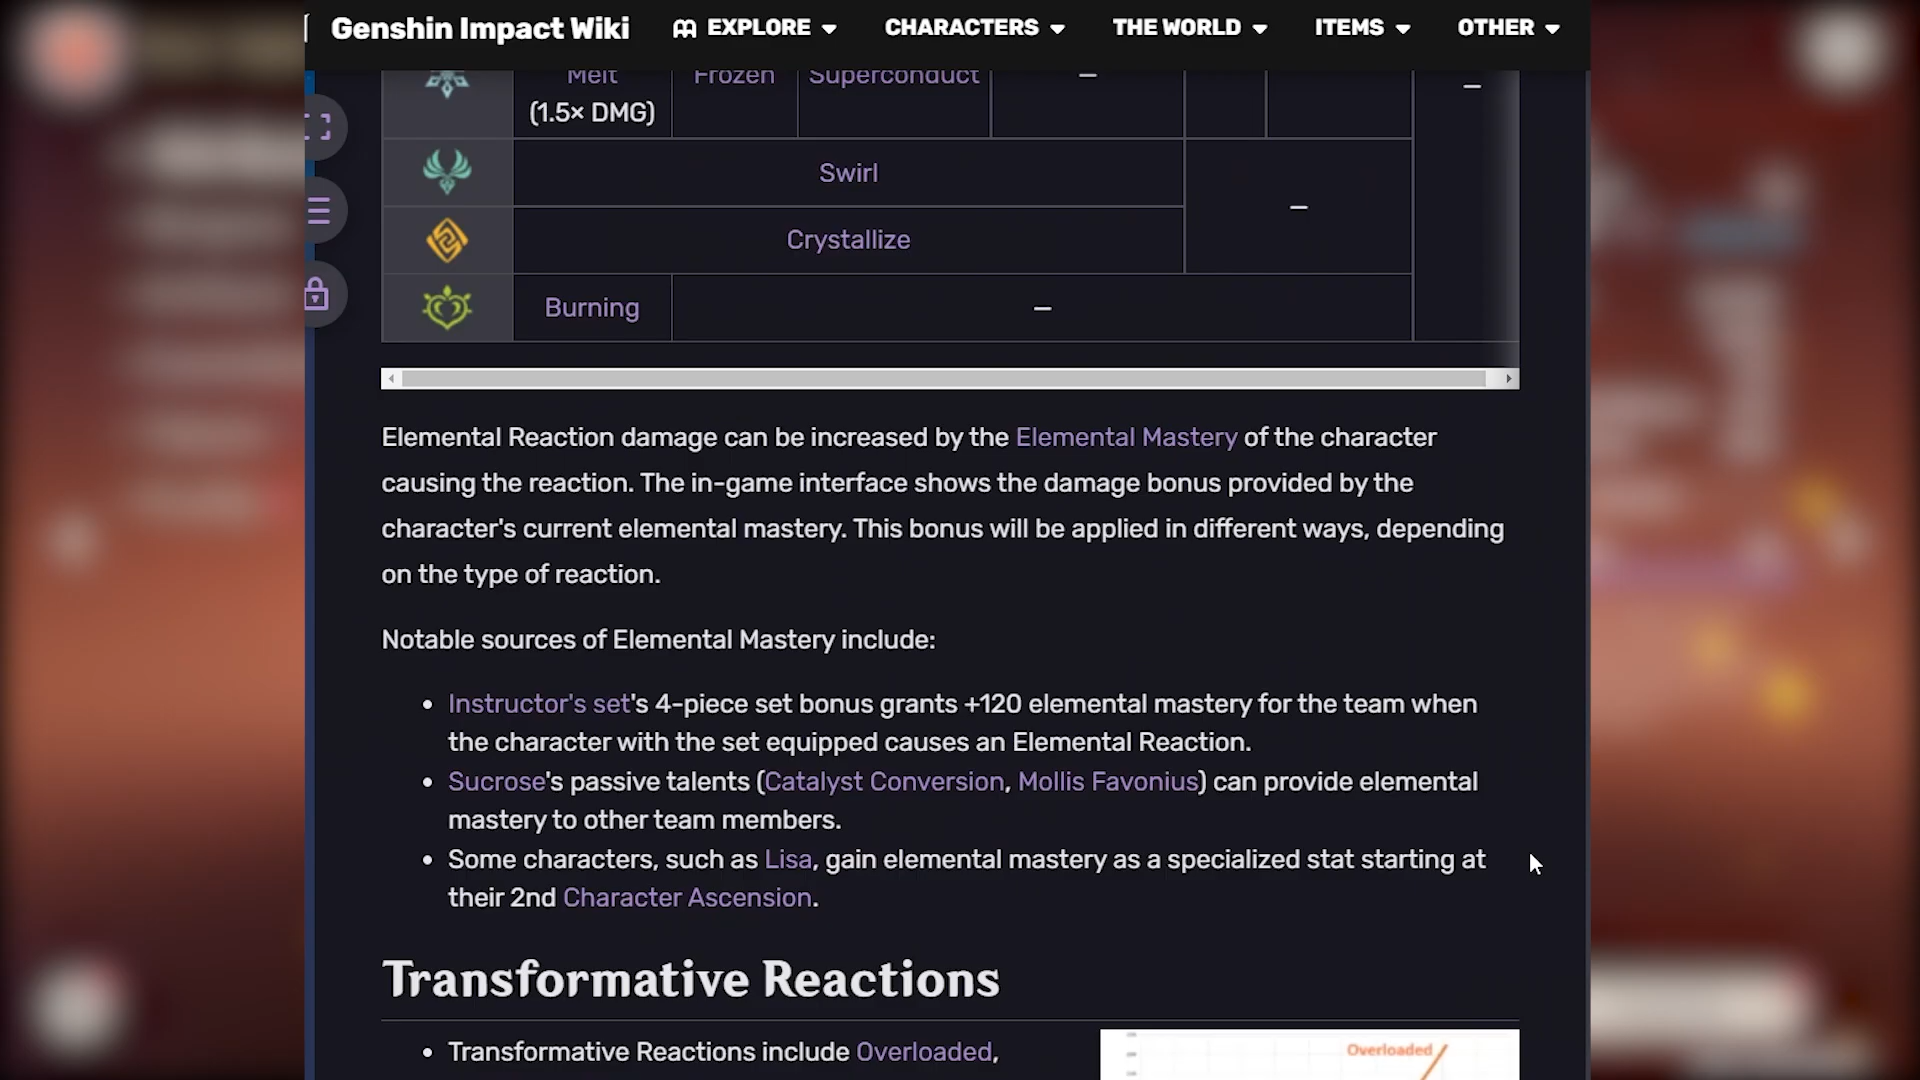 Genshin Impact Wiki EXPLORE CHARACTERS THE WORLD ITEMS OTHER
Melt Frozen Superconduct – –
(1.5× DMG)
Swirl
–
Crystallize
Burning –
Elemental Reaction damage can be increased by the Elemental Mastery of the character
causing the reaction. The in-game interface shows the damage bonus provided by the
character's current elemental mastery. This bonus will be applied in different ways, depending
on the type of reaction.
Notable sources of Elemental Mastery include:
• Instructor's set's 4-piece set bonus grants +120 elemental mastery for the team when
the character with the set equipped causes an Elemental Reaction.
• Sucrose's passive talents (Catalyst Conversion, Mollis Favonius) can provide elemental
mastery to other team members.
• Some characters, such as Lisa, gain elemental mastery as a specialized stat starting at
their 2nd Character Ascension.
Transformative Reactions
• Transformative Reactions include Overloaded,
Overloaded